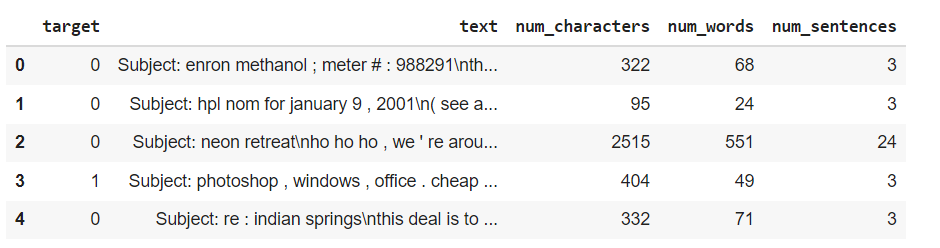 target text num_characters num_words num_sentences
0 0 Subject: enron methanol ; meter # : 988291\nth... 322 68 3
1 0 Subject: hpl nom for january 9 , 2001\n( see a... 95 24 3
2 0 Subject: neon retreat\nho ho ho , we ' re arou... 2515 551 24
3 1 Subject: photoshop , windows , office . cheap ... 404 49 3
4 0 Subject: re : indian springs\nthis deal is to ... 332 71 3